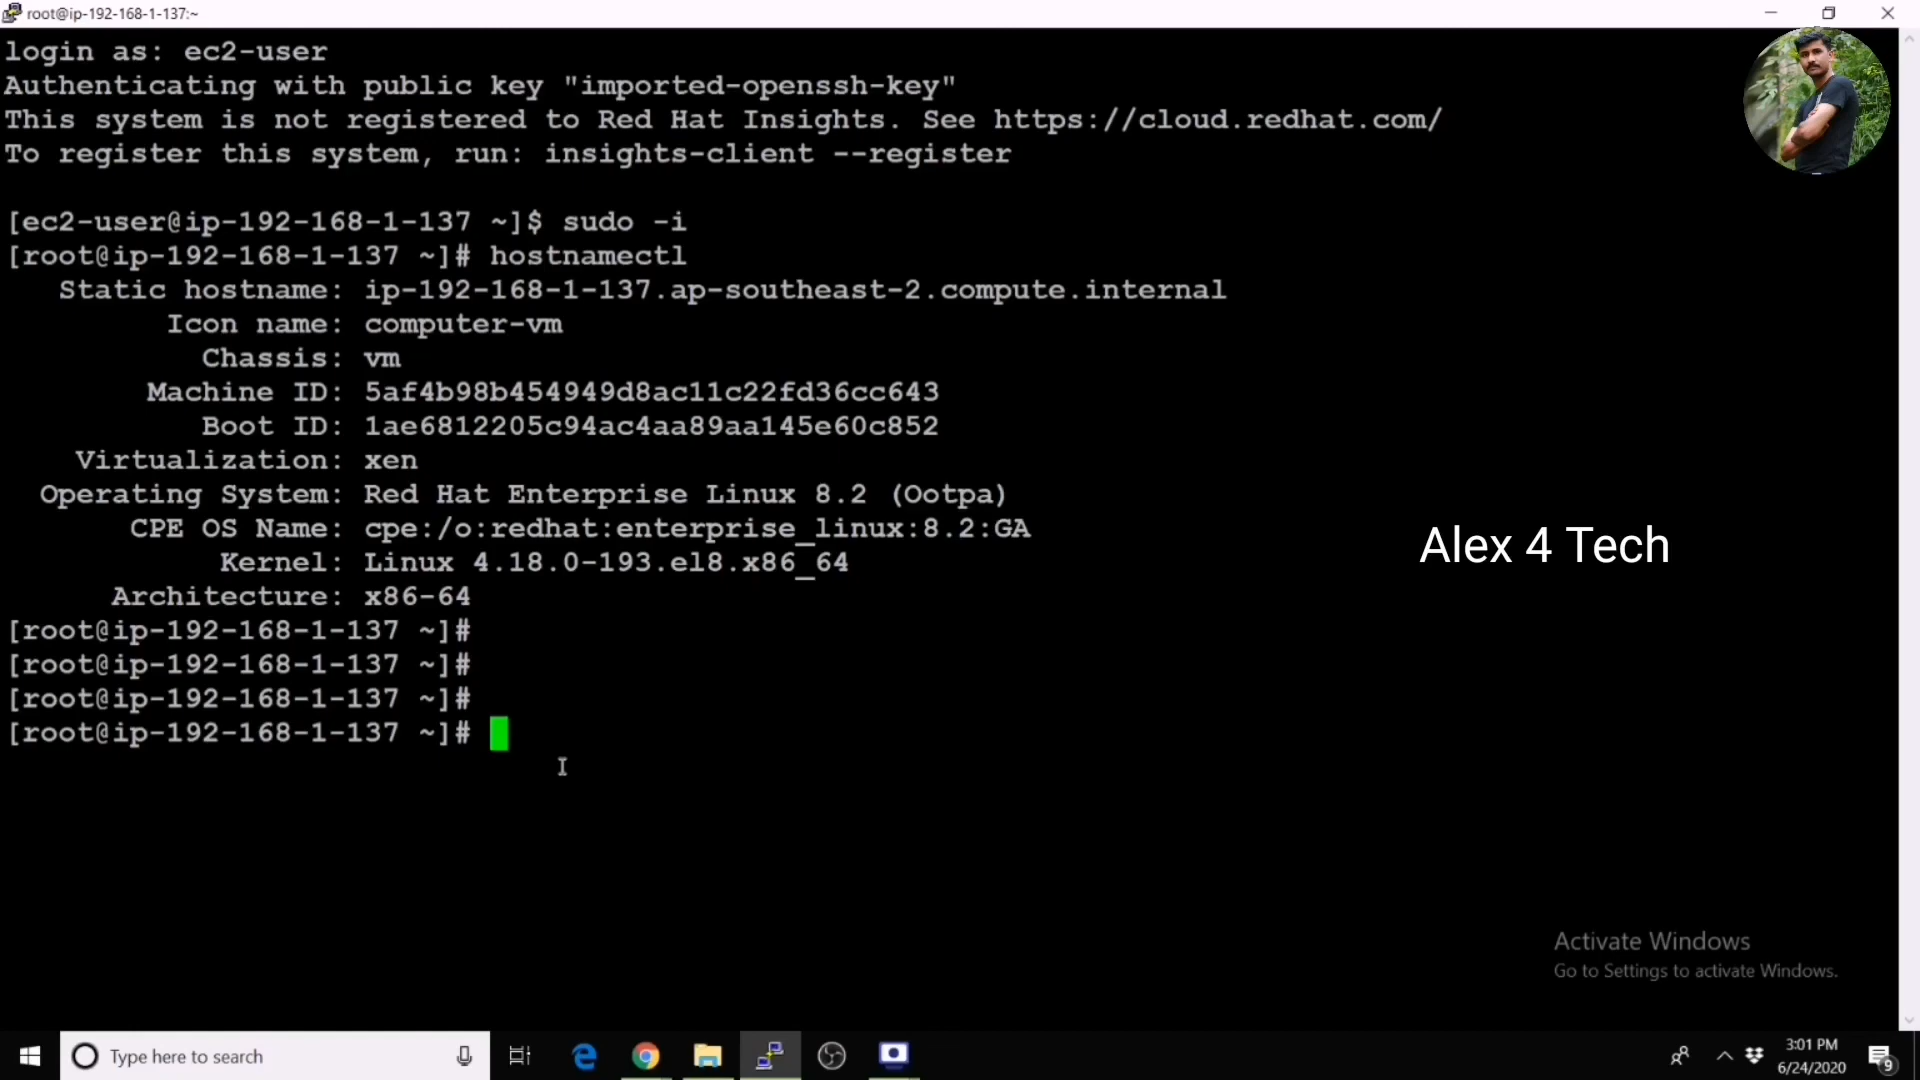 root@ip-192-168-1-137:~
login as: ec2-user
Authenticating with public key "imported-openssh-key"
This system is not registered to Red Hat Insights. See https://cloud.redhat.com/
To register this system, run: insights-client --register
[ec2-user@ip-192-168-1-137 ~]$ sudo -i
[root@ip-192-168-1-137 ~]# hostnamectl
Static hostname: ip-192-168-1-137.ap-southeast-2.compute.internal
Icon name: computer-vm
Chassis: vm
Machine ID: 5af4b98b454949d8ac11c22fd36cc643
Boot ID: 1ae6812205c94ac4aa89aa145e60c852
Virtualization: xen
Operating System: Red Hat Enterprise Linux 8.2 (Ootpa)
CPE OS Name: cpe:/o:redhat:enterprise_linux:8.2:GA
Kernel: Linux 4.18.0-193.el8.x86_64
Architecture: x86-64
[root@ip-192-168-1-137 ~]#
[root@ip-192-168-1-137 ~]#
[root@ip-192-168-1-137 ~]#
[root@ip-192-168-1-137 ~]#
Alex 4 Tech
Activate Windows
Go to Settings to activate Windows.
Type here to search
3:01 PM
6/24/2020
9